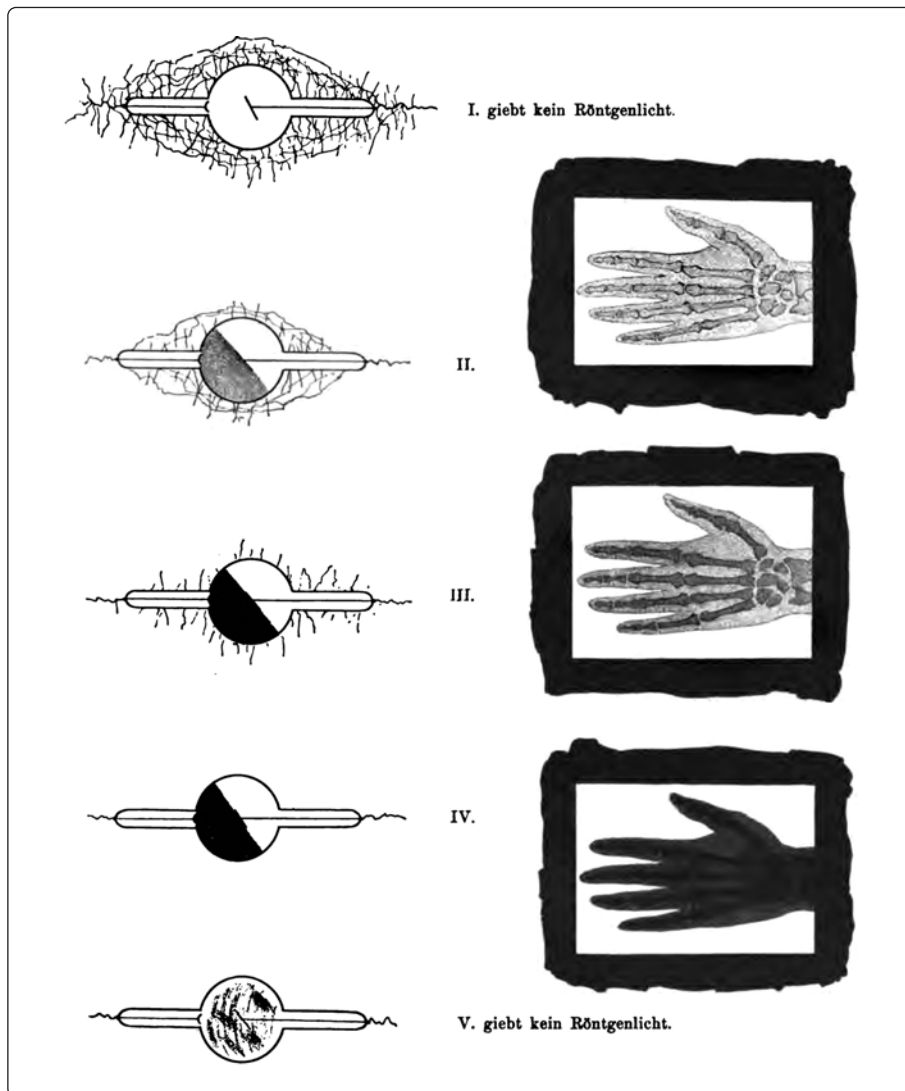 I. giebt kein Röntgenlicht.
II.
III.
IV.
V. giebt kein Röntgenlicht.